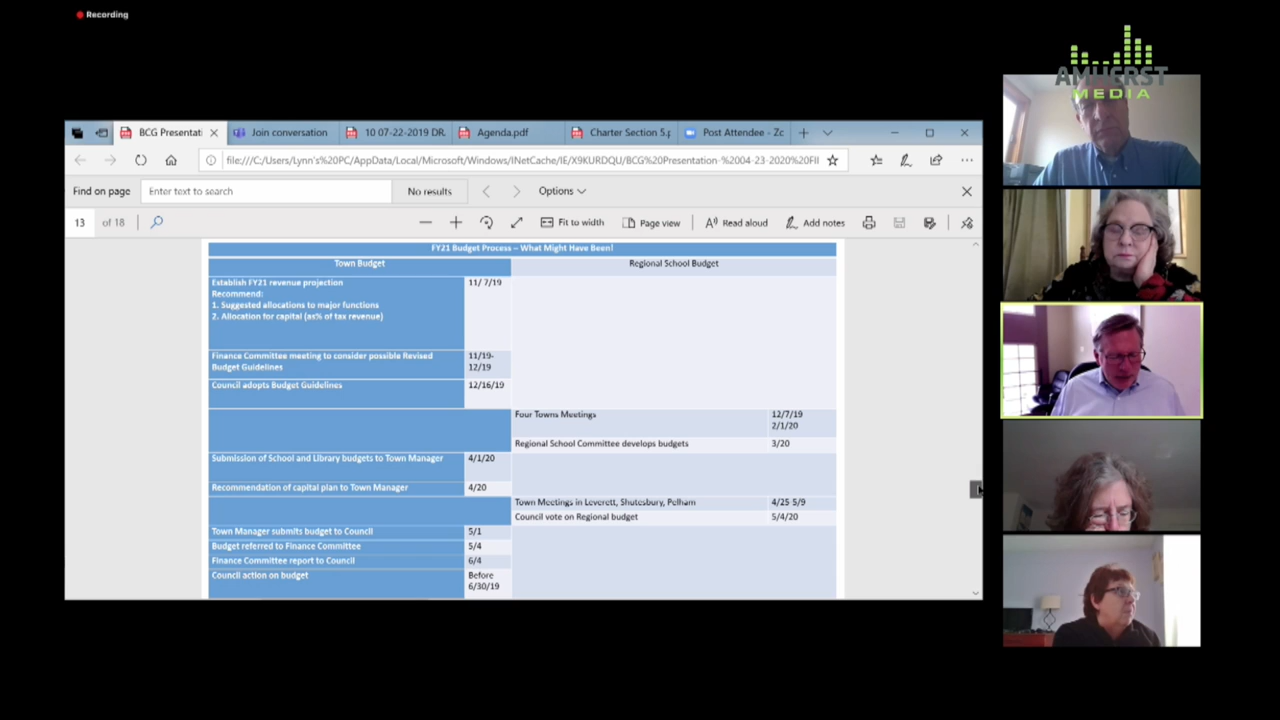 Recording
AMHERST
MEDIA
BCG Presentati
Join conversation
10 07-22-2019 DR.
Agenda.pdf
Charter Section 5.p
Post Attendee - Zc
file:///C:/Users/Lynn's%20PC/AppData/Local/Microsoft/Windows/INetCache/IE/X9KURDQU/BCG%20Presentation-%2004-23-2020%20FII
Find on page
Enter text to search
No results
Options
13
of 18
Fit to width
Page view
Read aloud
Add notes
FY21 Budget Process – What Might Have Been!
Town Budget
Regional School Budget
Establish FY21 revenue projection
11/ 7/19
Recommend:
1. Suggested allocations to major functions
2. Allocation for capital (as% of tax revenue)
Finance Committee meeting to consider possible Revised
11/19-
Budget Guidelines
12/19
Council adopts Budget Guidelines
12/16/19
Four Towns Meetings
12/7/19
2/1/20
Regional School Committee develops budgets
3/20
Submission of School and Library budgets to Town Manager
4/1/20
Recommendation of capital plan to Town Manager
4/20
Town Meetings in Leverett, Shutesbury, Pelham
4/25 5/9
Council vote on Regional budget
5/4/20
Town Manager submits budget to Council
5/1
Budget referred to Finance Committee
5/4
Finance Committee report to Council
6/4
Council action on budget
Before
6/30/19